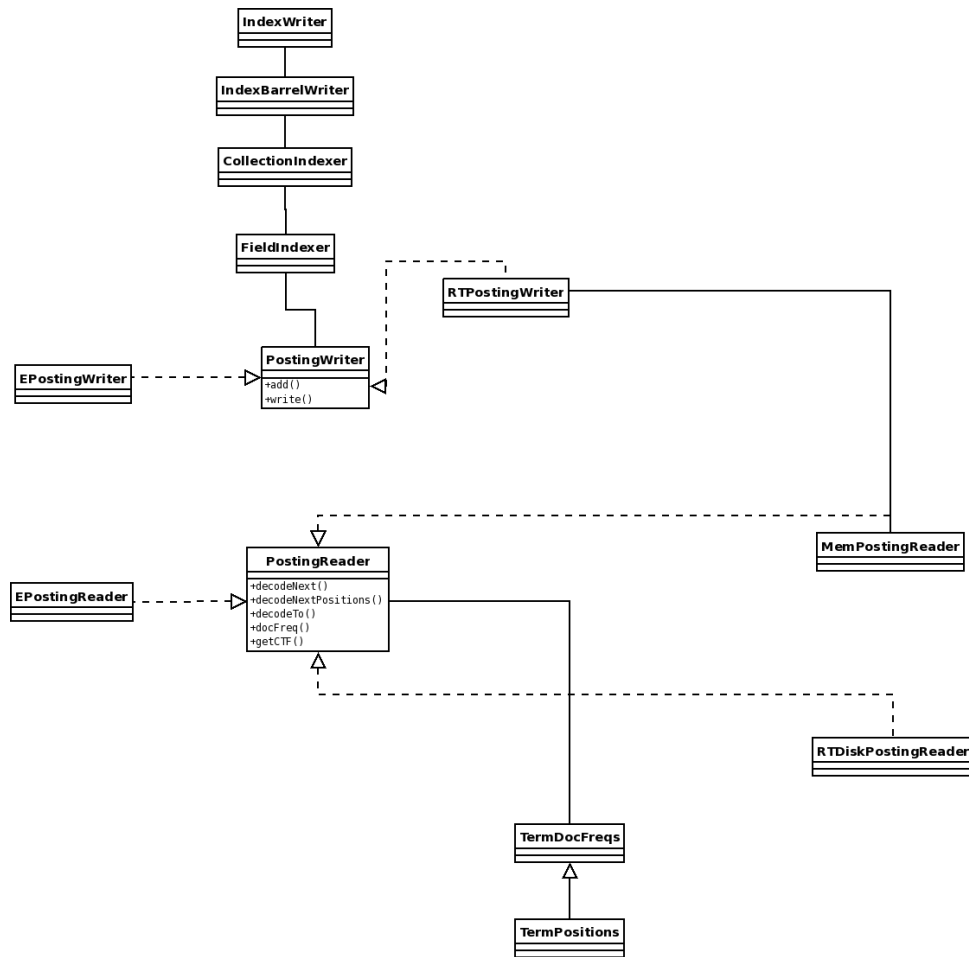 IndexWriter
IndexBarrelWriter
CollectionIndexer
FieldIndexer
RTPostingWriter
PostingWriter
+add()
+write()
EPostingWriter
MemPostingReader
PostingReader
+decodeNext()
+decodeNextPositions()
+decodeTo()
+docFreq()
+getCTF()
EPostingReader
RTDiskPostingReader
TermDocFreqs
TermPositions